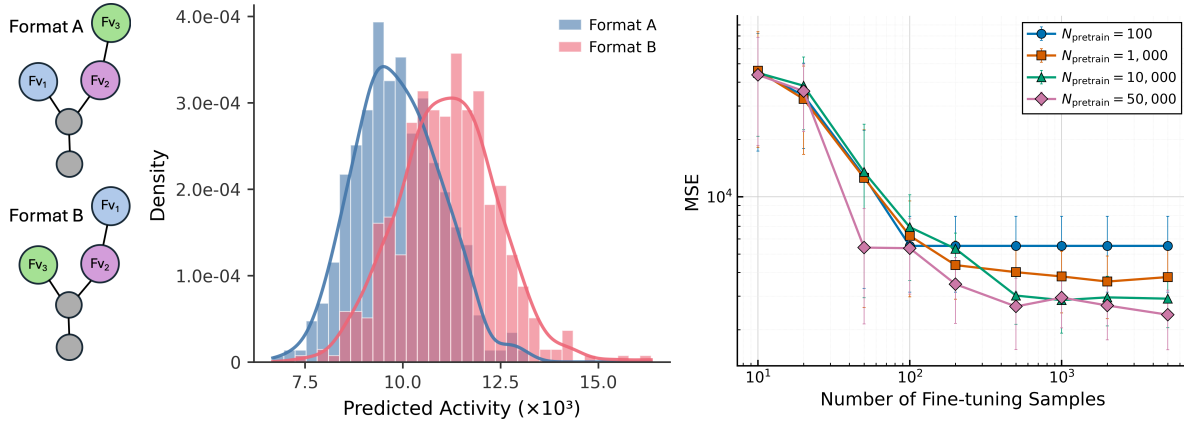 Format A
Fv₃
Fv₁
Fv₂
Format B
Fv₁
Fv₃
Fv₂
Density
4.0e-04
3.0e-04
2.0e-04
1.0e-04
0
7.5
10.0
12.5
15.0
Predicted Activity (×10³)
Format A
Format B
MSE
10⁴
10¹
10²
10³
Number of Fine-tuning Samples
N_pretrain = 100
N_pretrain = 1,000
N_pretrain = 10,000
N_pretrain = 50,000